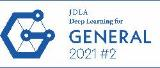 JDLA
Deep Learning for
GENERAL
2021 #2